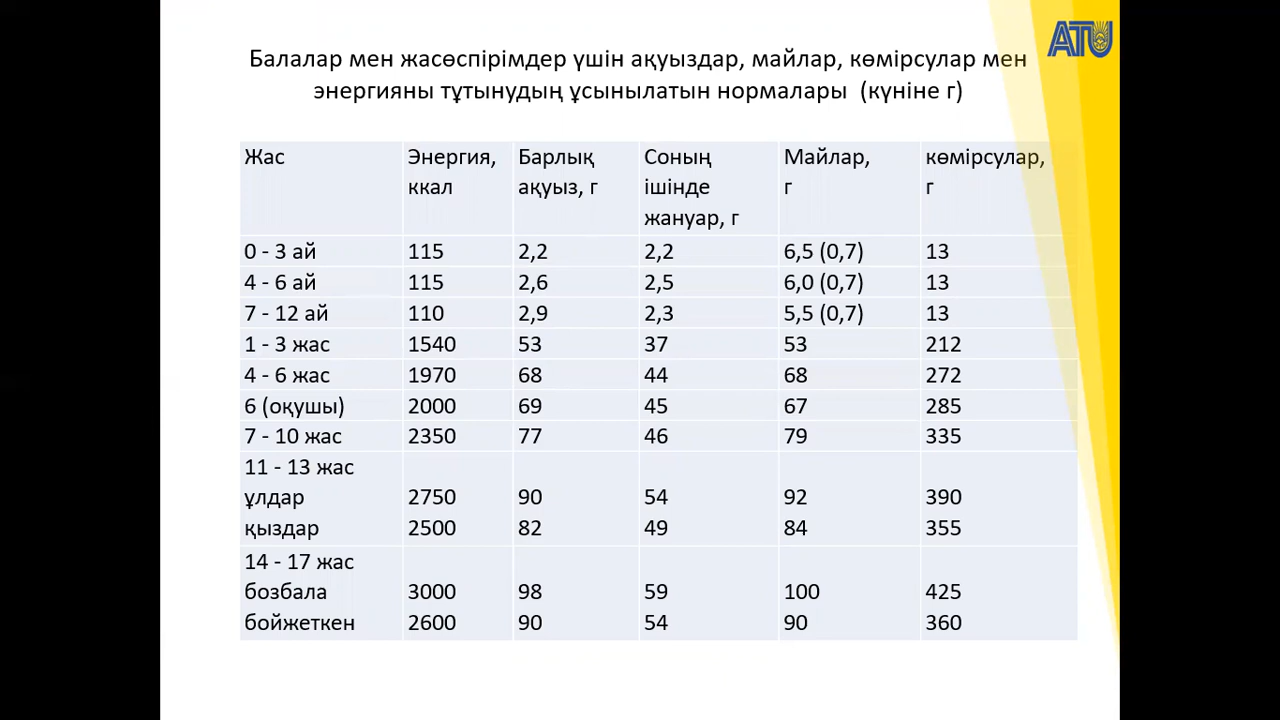 ATU
Балалар мен жасөспірімдер үшін ақуыздар, майлар, көмірсулар мен
энергияны тұтынудың ұсынылатын нормалары (күніне г)
Жас Энергия, ккал Барлық ақуыз, г Соның ішінде жануар, г Майлар, г көмірсулар, г
0 - 3 ай 115 2,2 2,2 6,5 (0,7) 13
4 - 6 ай 115 2,6 2,5 6,0 (0,7) 13
7 - 12 ай 110 2,9 2,3 5,5 (0,7) 13
1 - 3 жас 1540 53 37 53 212
4 - 6 жас 1970 68 44 68 272
6 (оқушы) 2000 69 45 67 285
7 - 10 жас 2350 77 46 79 335
11 - 13 жас
ұлдар 2750 90 54 92 390
қыздар 2500 82 49 84 355
14 - 17 жас
бозбала 3000 98 59 100 425
бойжеткен 2600 90 54 90 360